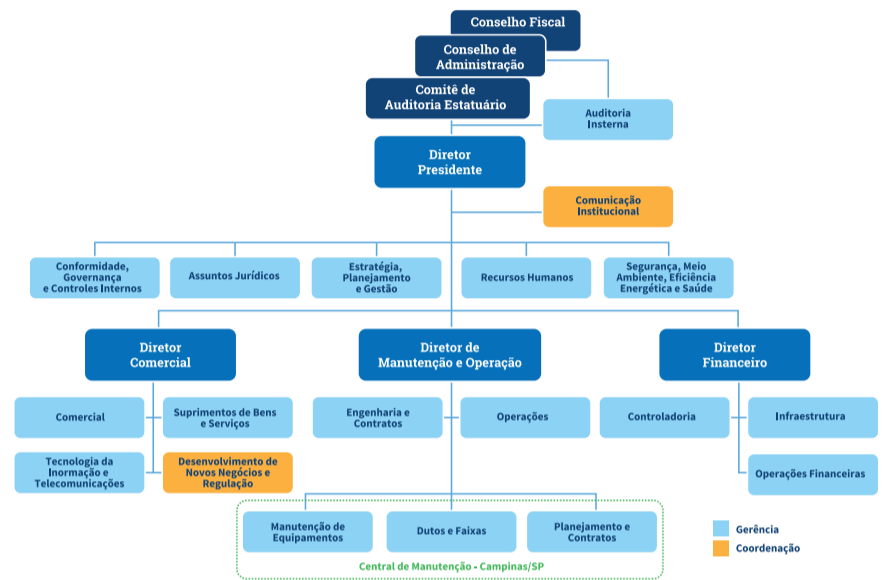 Conselho Fiscal
Conselho de
Administração
Comitê de
Auditoria Estatuário
Auditoria
Insterna
Diretor
Presidente
Comunicação
Institucional
Conformidade,
Governança
e Controles Internos
Assuntos Jurídicos
Estratégia,
Planejamento
e Gestão
Recursos Humanos
Segurança, Meio
Ambiente, Eficiência
Energética e Saúde
Diretor
Comercial
Diretor de
Manutenção e Operação
Diretor
Financeiro
Comercial
Suprimentos de Bens
e Serviços
Engenharia e
Contratos
Operações
Controladoria
Infraestrutura
Tecnologia da
Inormação e
Telecomunicações
Desenvolvimento de
Novos Negócios e
Regulação
Operações Financeiras
Manutenção de
Equipamentos
Dutos e Faixas
Planejamento e
Contratos
Central de Manutenção - Campinas/SP
Gerência
Coordenação